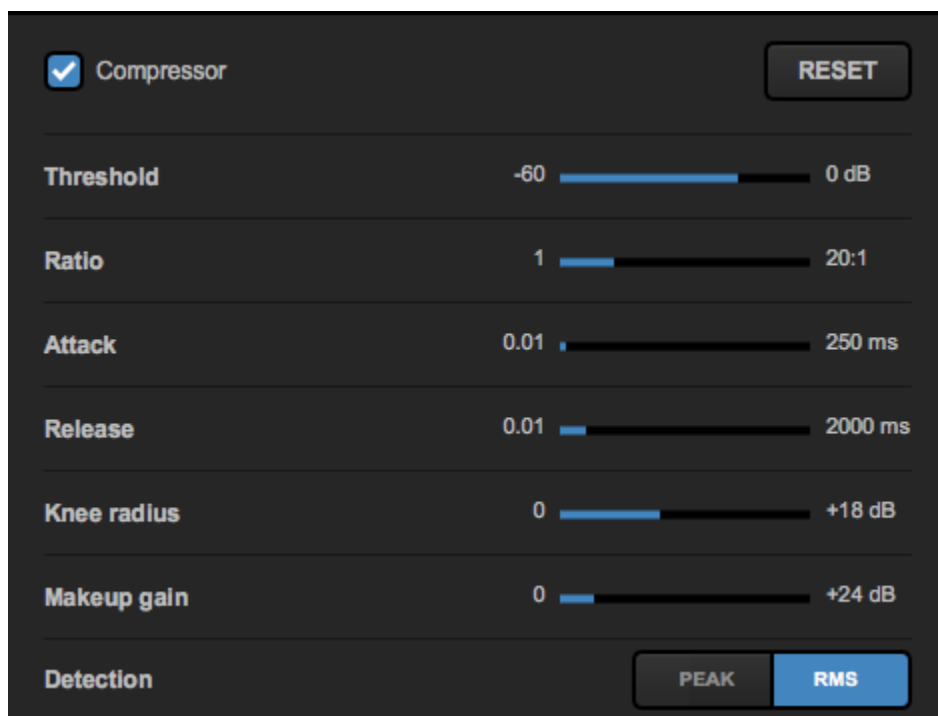 Compressor RESET
Threshold -60 0 dB
Ratio 1 20:1
Attack 0.01 250 ms
Release 0.01 2000 ms
Knee radius 0 +18 dB
Makeup gain 0 +24 dB
Detection PEAK RMS